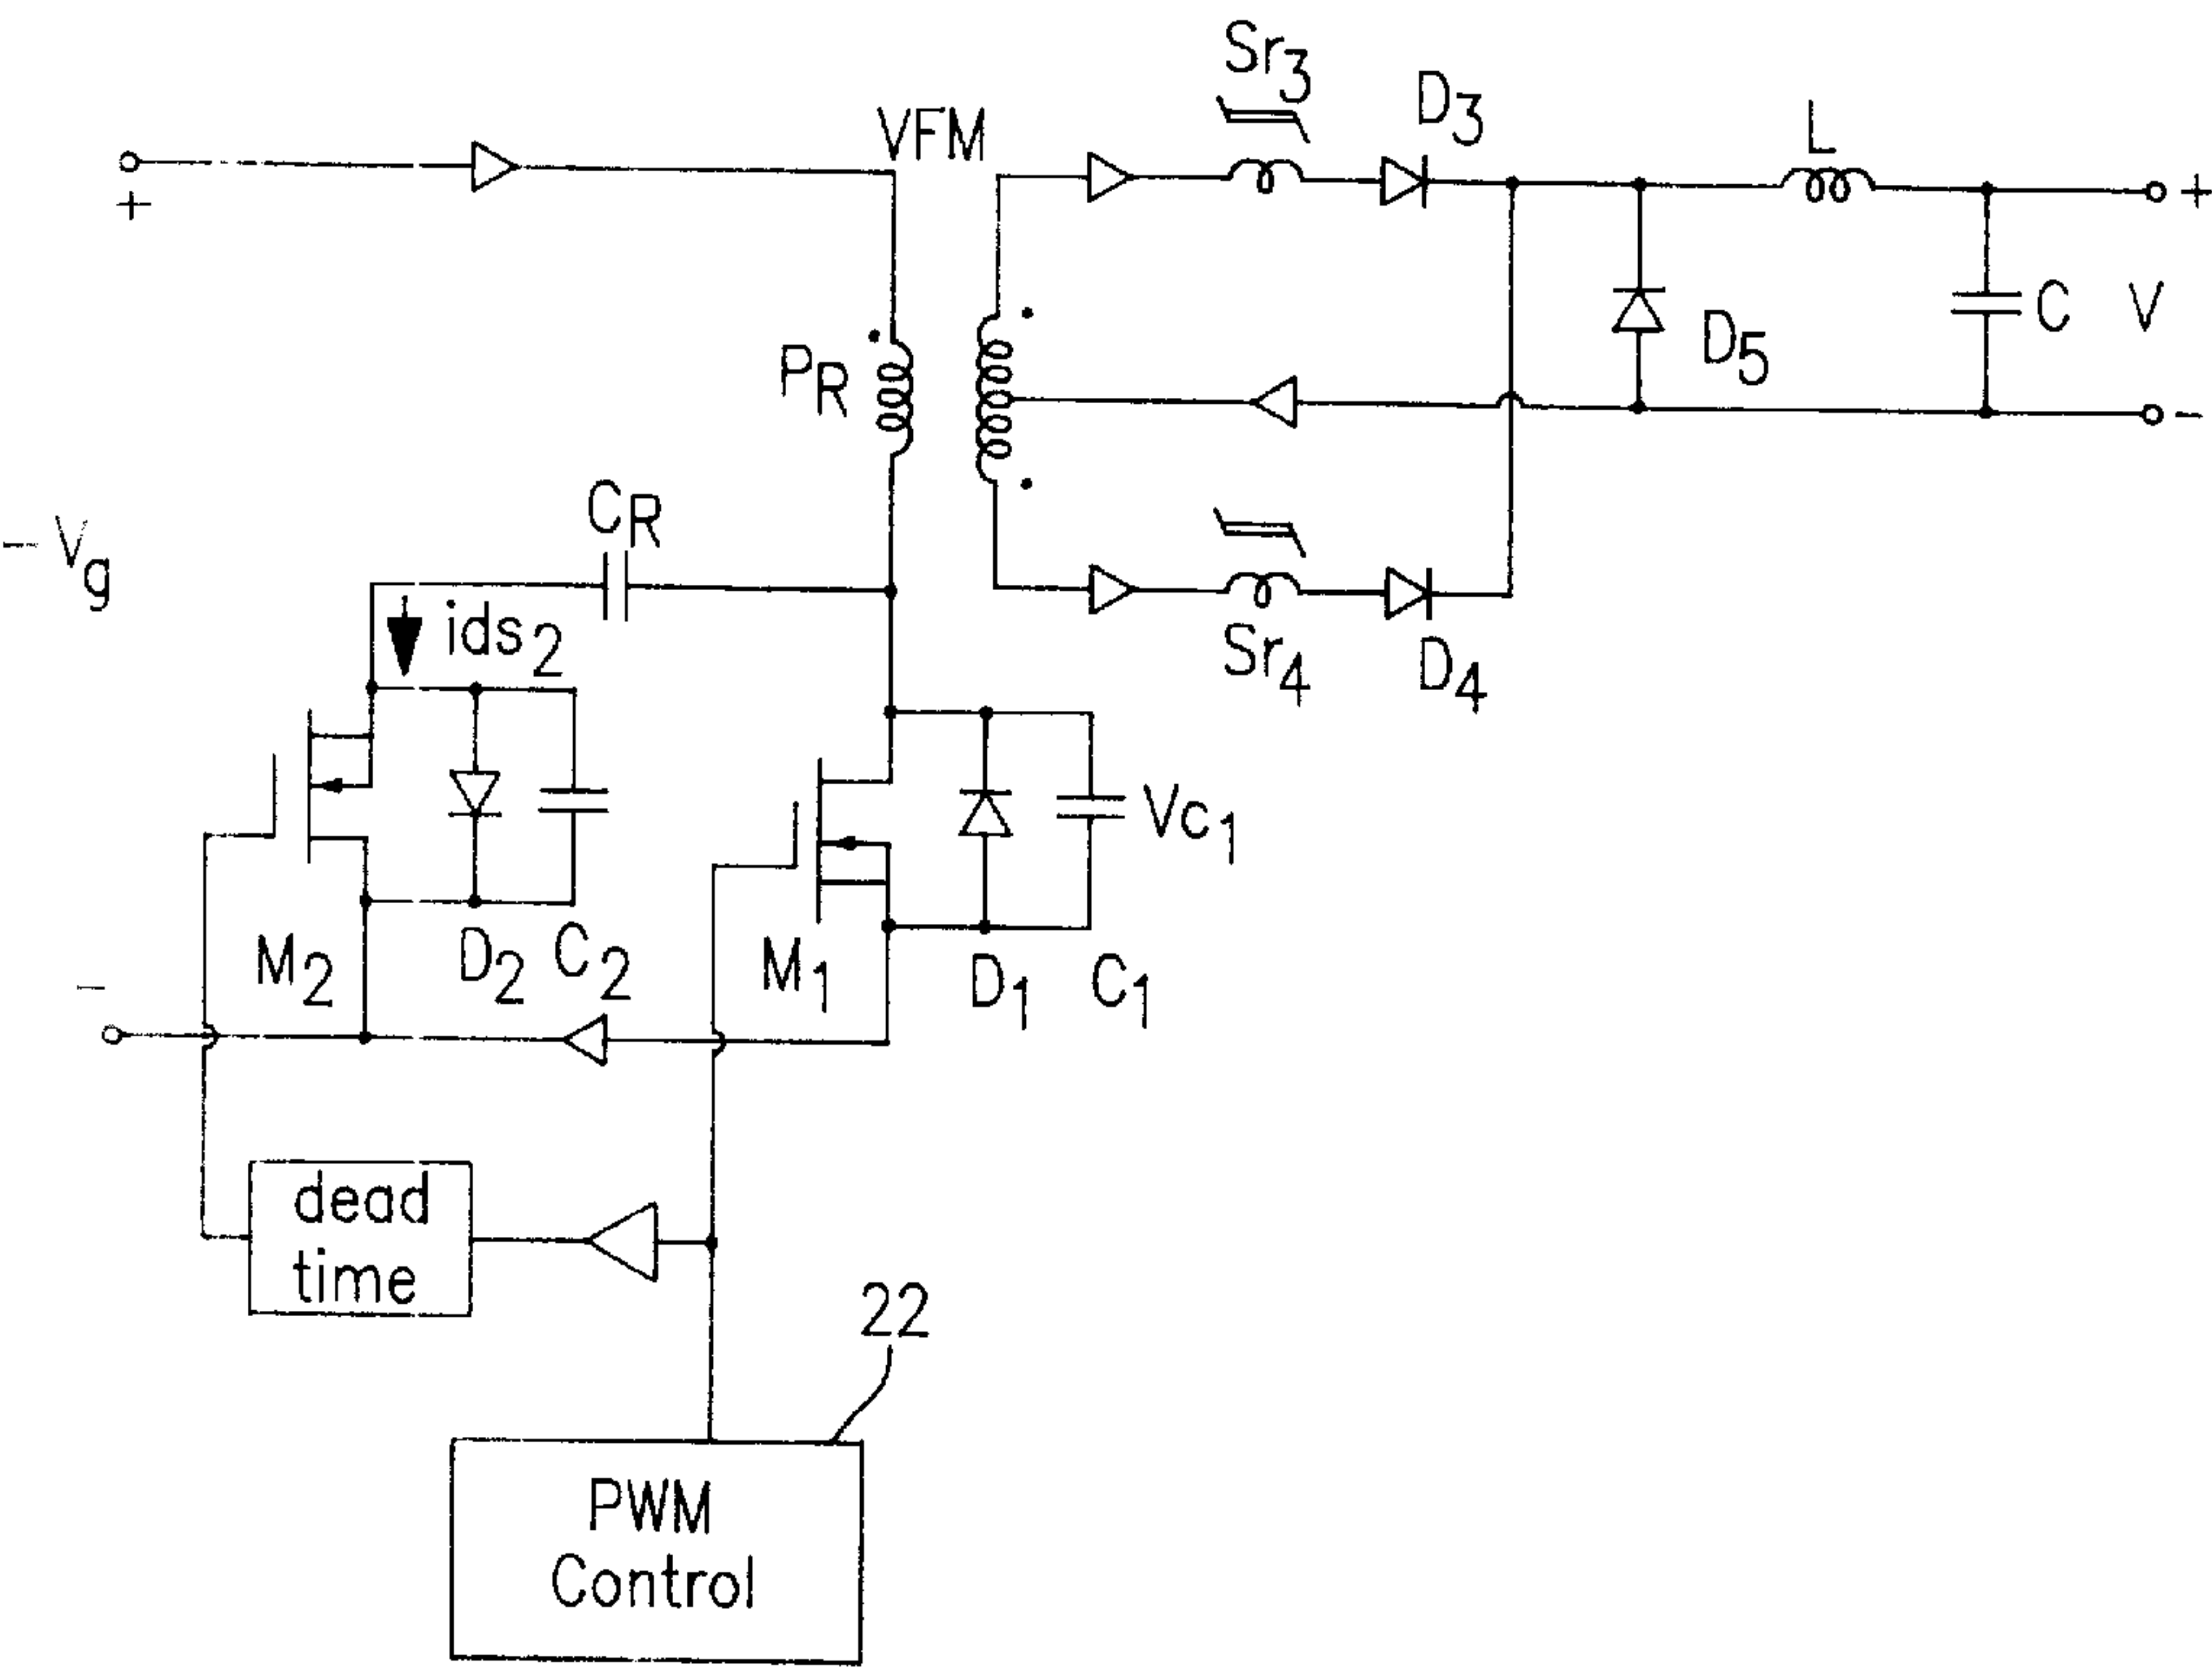 Sr3
D3
L
VFM
+
+
PR
D5
C
V
-
CR
- Vg
ids2
Sr4
D4
Vc1
M2
D2
C2
M1
D1
C1
-
dead
time
22
PWM
Control